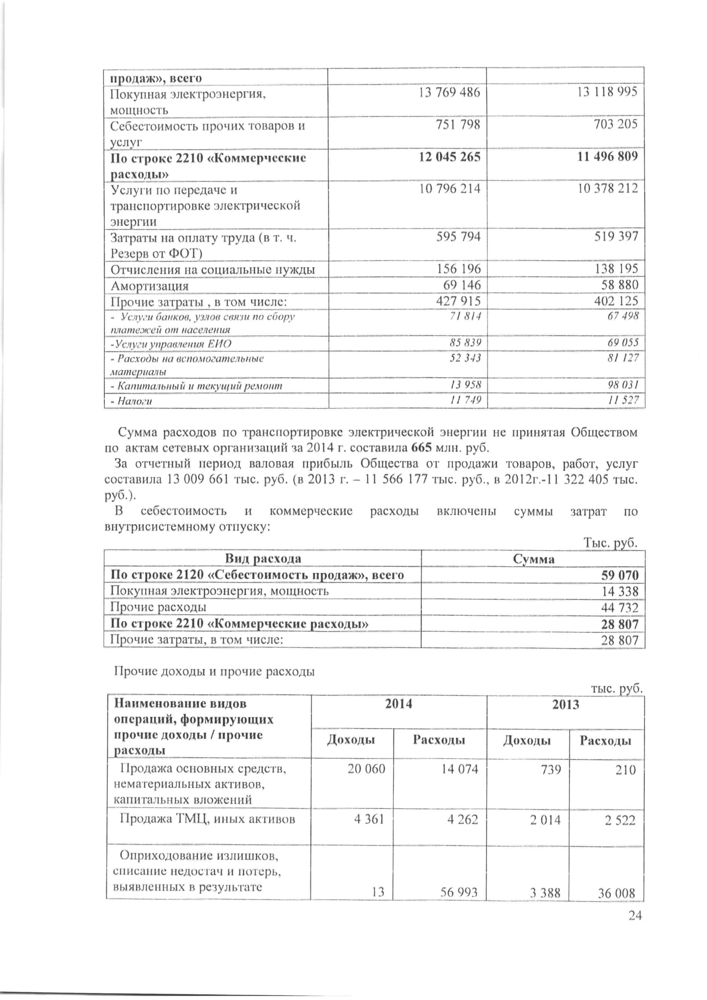 продаж», всего
Покупная электроэнергия, 13 769 486 13 118 995
мощность
Себестоимость прочих товаров и 751 798 703 205
услуг
По строке 2210 «Коммерческие 12 045 265 11 496 809
расходы»
Услуги по передаче и 10 796 214 10 378 212
транспортировке электрической
энергии
Затраты на оплату труда (в т. ч. 595 794 519 397
Резерв от ФОТ)
Отчисления на социальные нужды 156 196 138 195
Амортизация 69 146 58 880
Прочие затраты , в том числе: 427 915 402 125
- Услуги банков, узлов связи по сбору 71 814 67 498
платежей от населения
-Услуги управления ЕИО 85 839 69 055
- Расходы на вспомогательные 52 343 81 127
материалы
- Капитальный и текущий ремонт 13 958 98 031
- Налоги 11 749 11 527
Сумма расходов по транспортировке электрической энергии не принятая Обществом
по актам сетевых организаций за 2014 г. составила 665 млн. руб.
За отчетный период валовая прибыль Общества от продажи товаров, работ, услуг
составила 13 009 661 тыс. руб. (в 2013 г. – 11 566 177 тыс. руб., в 2012г.-11 322 405 тыс.
руб.).
В себестоимость и коммерческие расходы включены суммы затрат по
внутрисистемному отпуску:
Тыс. руб.
Вид расхода Сумма
По строке 2120 «Себестоимость продаж», всего 59 070
Покупная электроэнергия, мощность 14 338
Прочие расходы 44 732
По строке 2210 «Коммерческие расходы» 28 807
Прочие затраты, в том числе: 28 807
Прочие доходы и прочие расходы
тыс. руб.
Наименование видов 2014 2013
операций, формирующих
прочие доходы / прочие Доходы Расходы Доходы Расходы
расходы
Продажа основных средств, 20 060 14 074 739 210
нематериальных активов,
капитальных вложений
Продажа ТМЦ, иных активов 4 361 4 262 2 014 2 522
Оприходование излишков,
списание недостач и потерь,
выявленных в результате 13 56 993 3 388 36 008
24